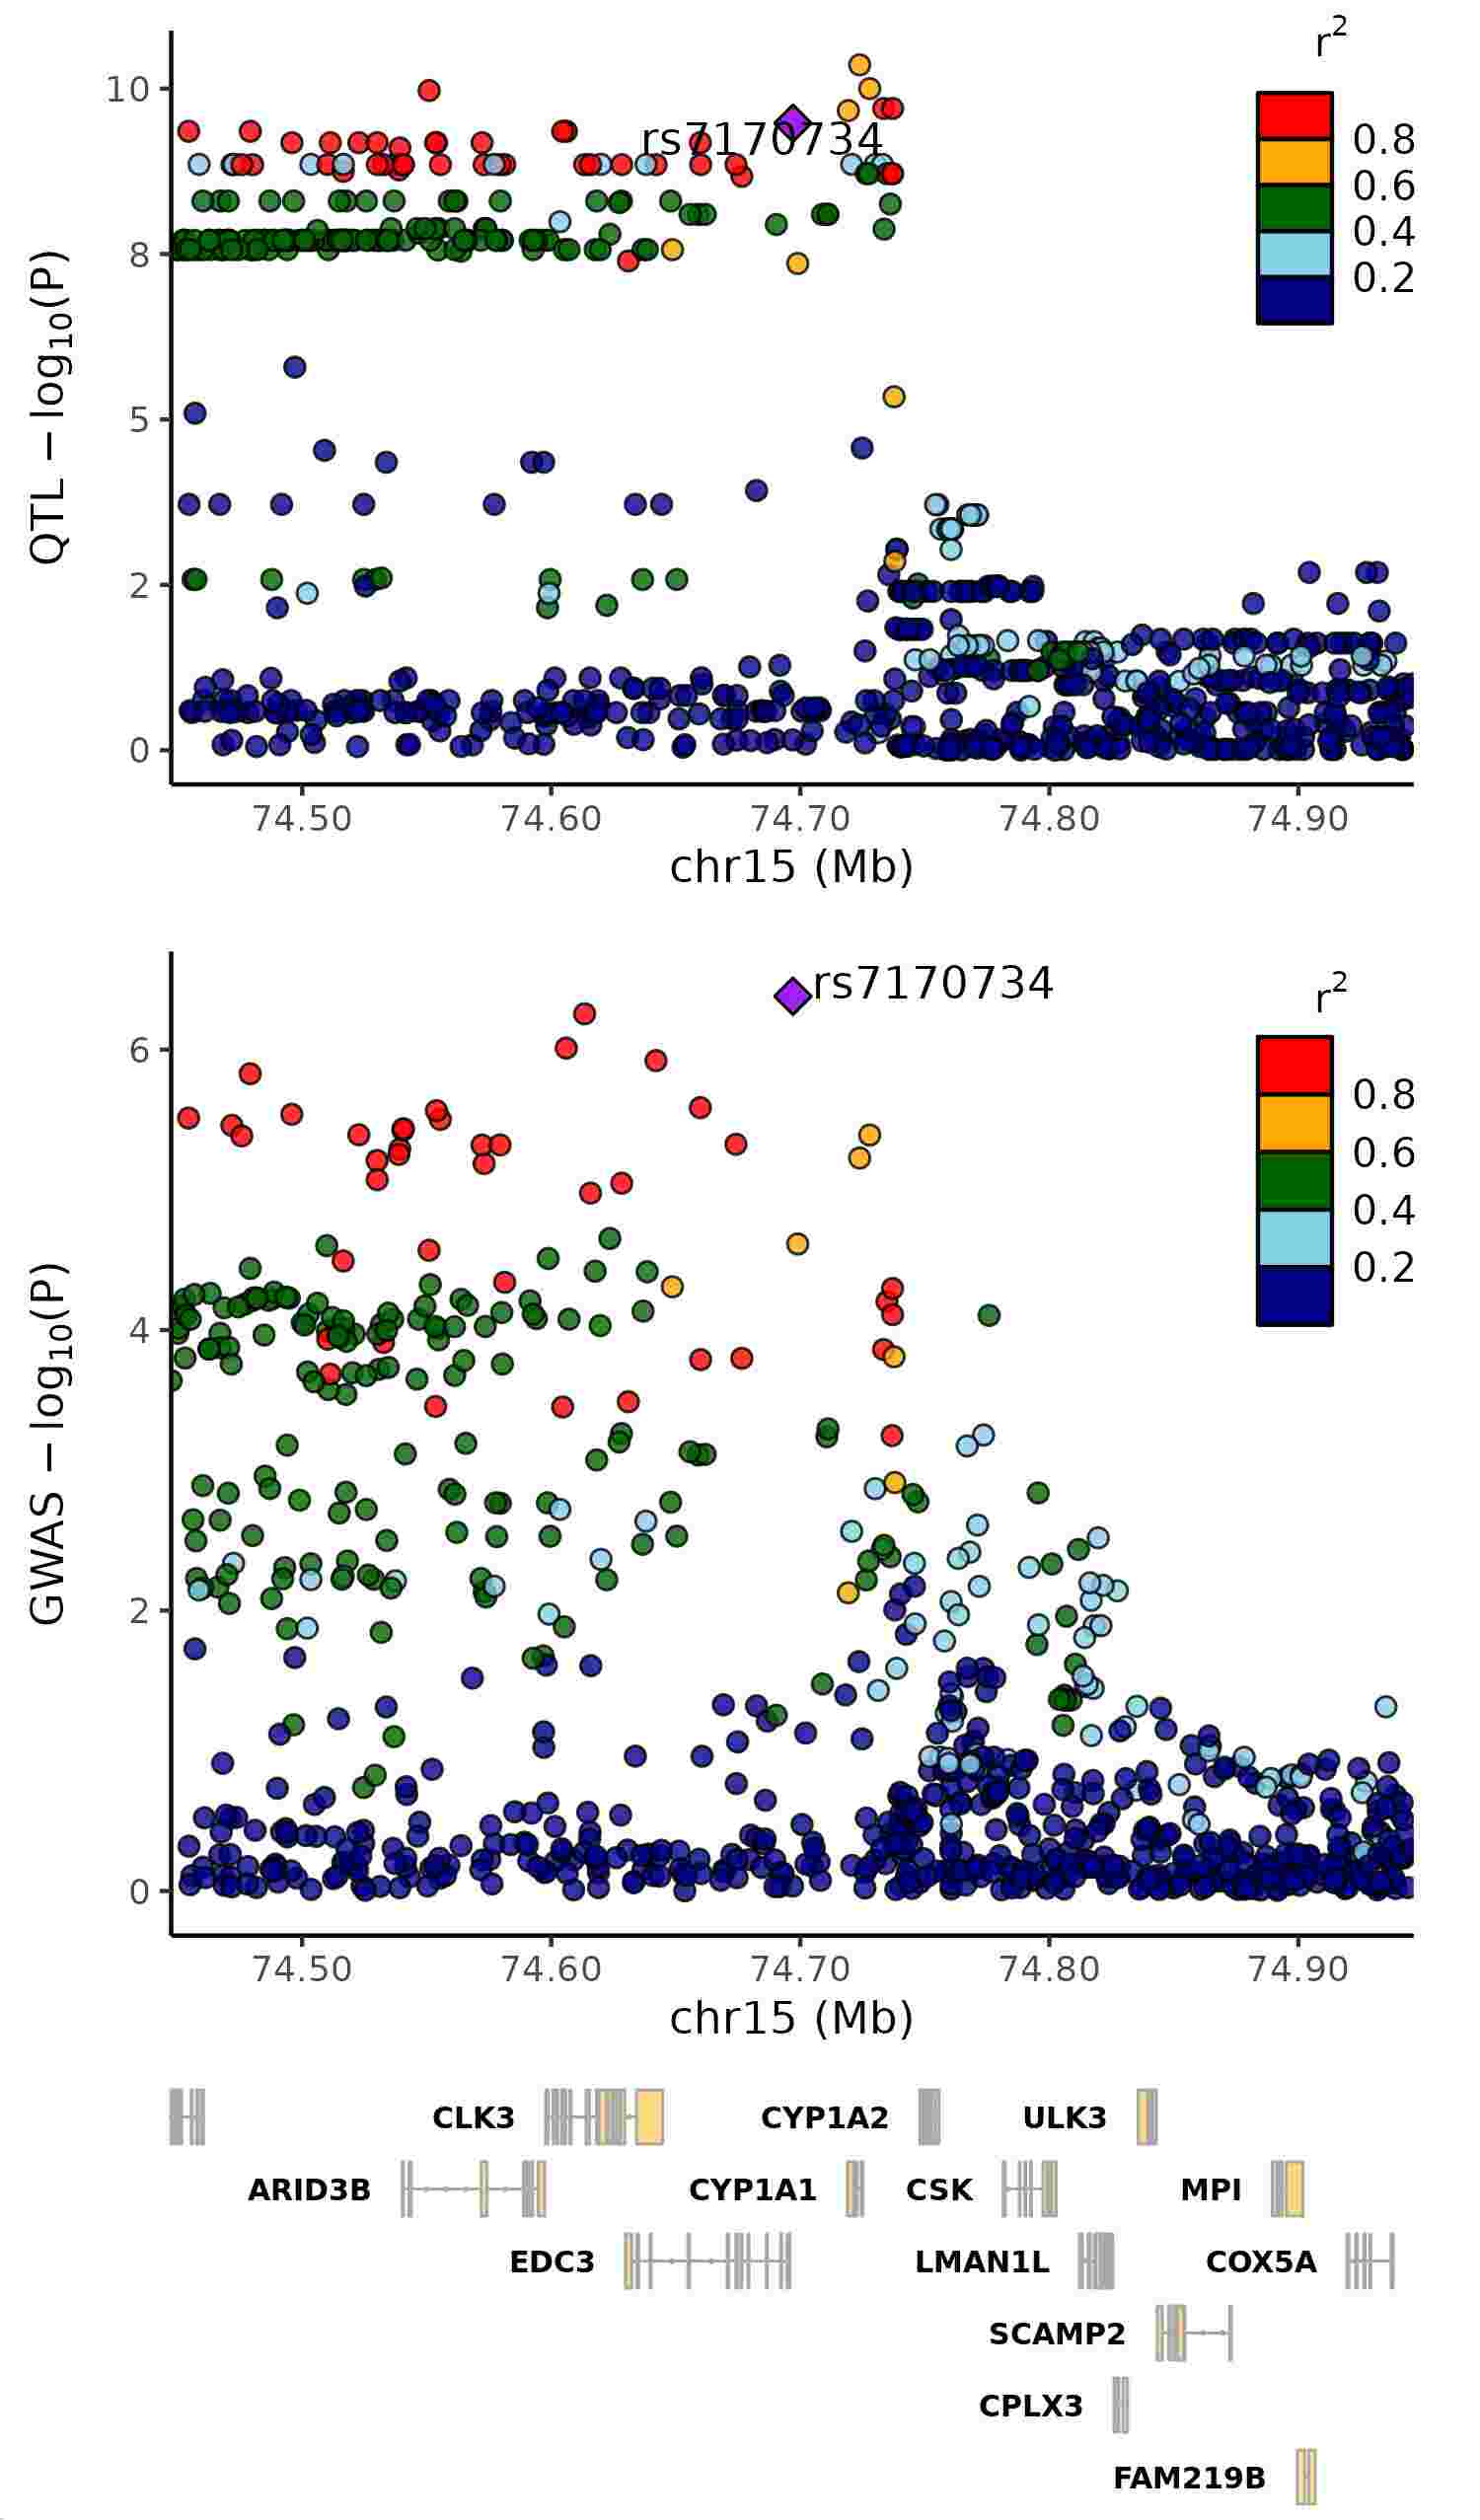 r2
10
8
5
2
0
QTL − log10(P)
rs7170734
0.8
0.6
0.4
0.2
74.50 74.60 74.70 74.80 74.90
chr15 (Mb)
r2
6
4
2
0
GWAS − log10(P)
rs7170734
0.8
0.6
0.4
0.2
74.50 74.60 74.70 74.80 74.90
chr15 (Mb)
CLK3 CYP1A2 ULK3
ARID3B CYP1A1 CSK MPI
EDC3 LMAN1L COX5A
SCAMP2
CPLX3
FAM219B